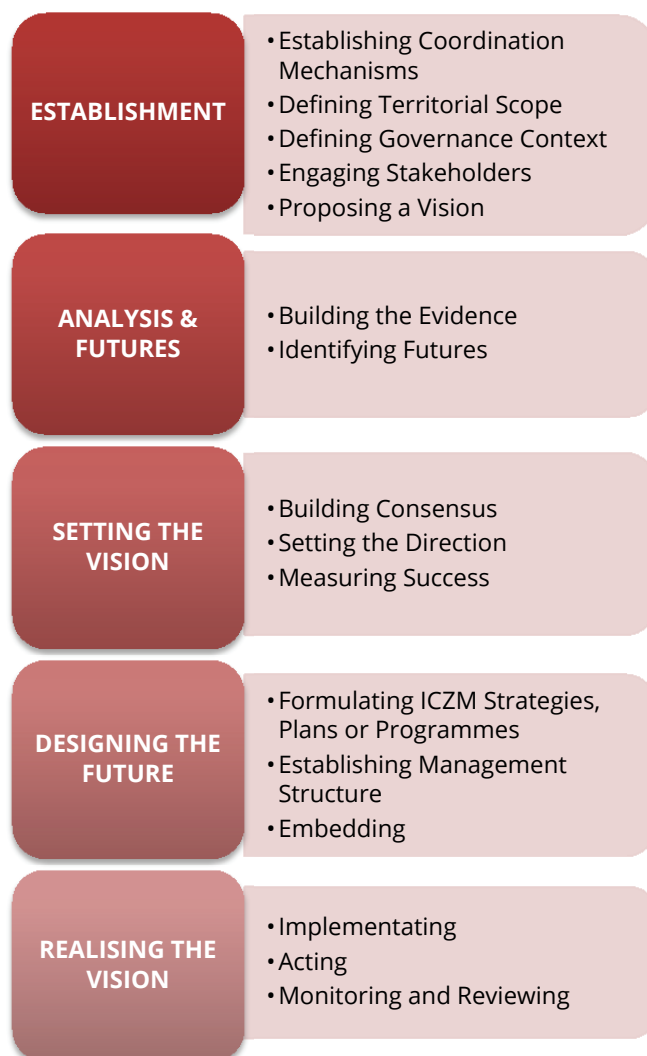 ESTABLISHMENT
•Establishing Coordination
Mechanisms
•Defining Territorial Scope
•Defining Governance Context
•Engaging Stakeholders
•Proposing a Vision
ANALYSIS &
FUTURES
•Building the Evidence
•Identifying Futures
SETTING THE
VISION
•Building Consensus
•Setting the Direction
•Measuring Success
DESIGNING THE
FUTURE
•Formulating ICZM Strategies,
Plans or Programmes
•Establishing Management
Structure
•Embedding
REALISING THE
VISION
•Implementating
•Acting
•Monitoring and Reviewing